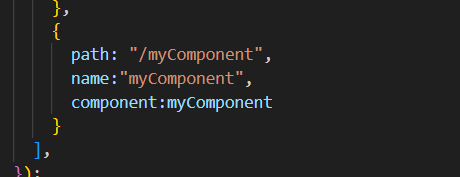 },
{
path: "/myComponent",
name:"myComponent",
component:myComponent
}
],
});